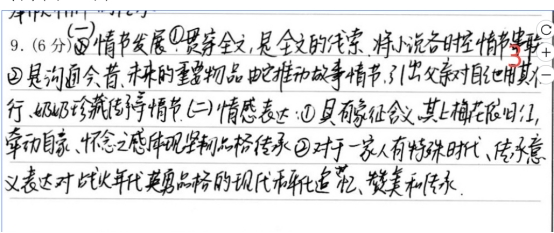 9.(6分)(一)情节发展①贯穿全文,是全文的线索,将小说各时空情节串联
3
②是沟通今昔、未来的重要物品由它推动故事情节,引出父亲对自己
行、奶奶珍藏传等情节.(二)情感表达:①具有象征含义,其上梅花依旧红,
牵动自豪、怀念之感体现坚韧品格传承②对于一家人有特殊时代、传承意
义表达对战火年代英勇品格的现代和平化追忆、赞美和传承.